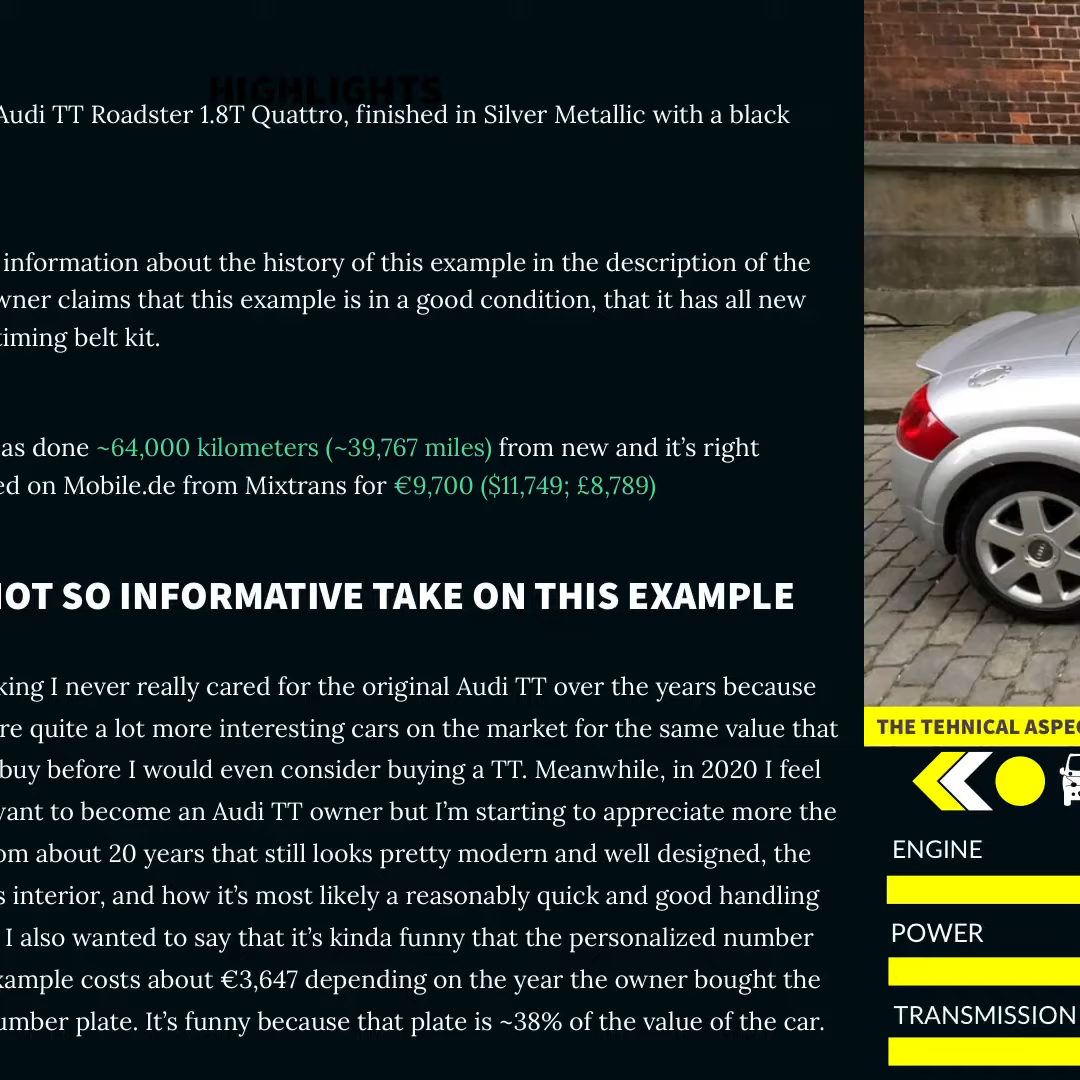 HIGHLIGHTS
Audi TT Roadster 1.8T Quattro, finished in Silver Metallic with a black
information about the history of this example in the description of the
wner claims that this example is in a good condition, that it has all new
timing belt kit.
as done ~64,000 kilometers (~39,767 miles) from new and it’s right
ed on Mobile.de from Mixtrans for €9,700 ($11,749; £8,789)
NOT SO INFORMATIVE TAKE ON THIS EXAMPLE
king I never really cared for the original Audi TT over the years because
re quite a lot more interesting cars on the market for the same value that
buy before I would even consider buying a TT. Meanwhile, in 2020 I feel
want to become an Audi TT owner but I’m starting to appreciate more the
om about 20 years that still looks pretty modern and well designed, the
s interior, and how it’s most likely a reasonably quick and good handling
I also wanted to say that it’s kinda funny that the personalized number
xample costs about €3,647 depending on the year the owner bought the
umber plate. It’s funny because that plate is ~38% of the value of the car.
THE TEHNICAL ASPEC
ENGINE
POWER
TRANSMISSION